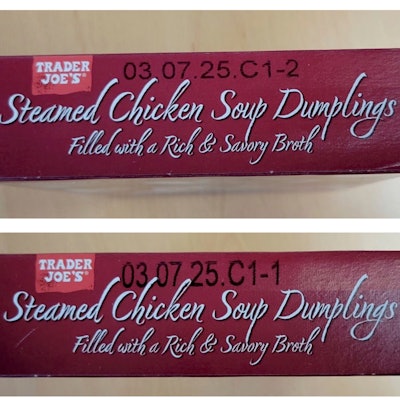 TRADER
JOE'S®
03.07.25.C1-2
Steamed Chicken Soup Dumplings
Filled with a Rich & Savory Broth
TRADER
JOE'S®
03.07.25.C1-1
Steamed Chicken Soup Dumplings
Filled with a Rich & Savory Broth